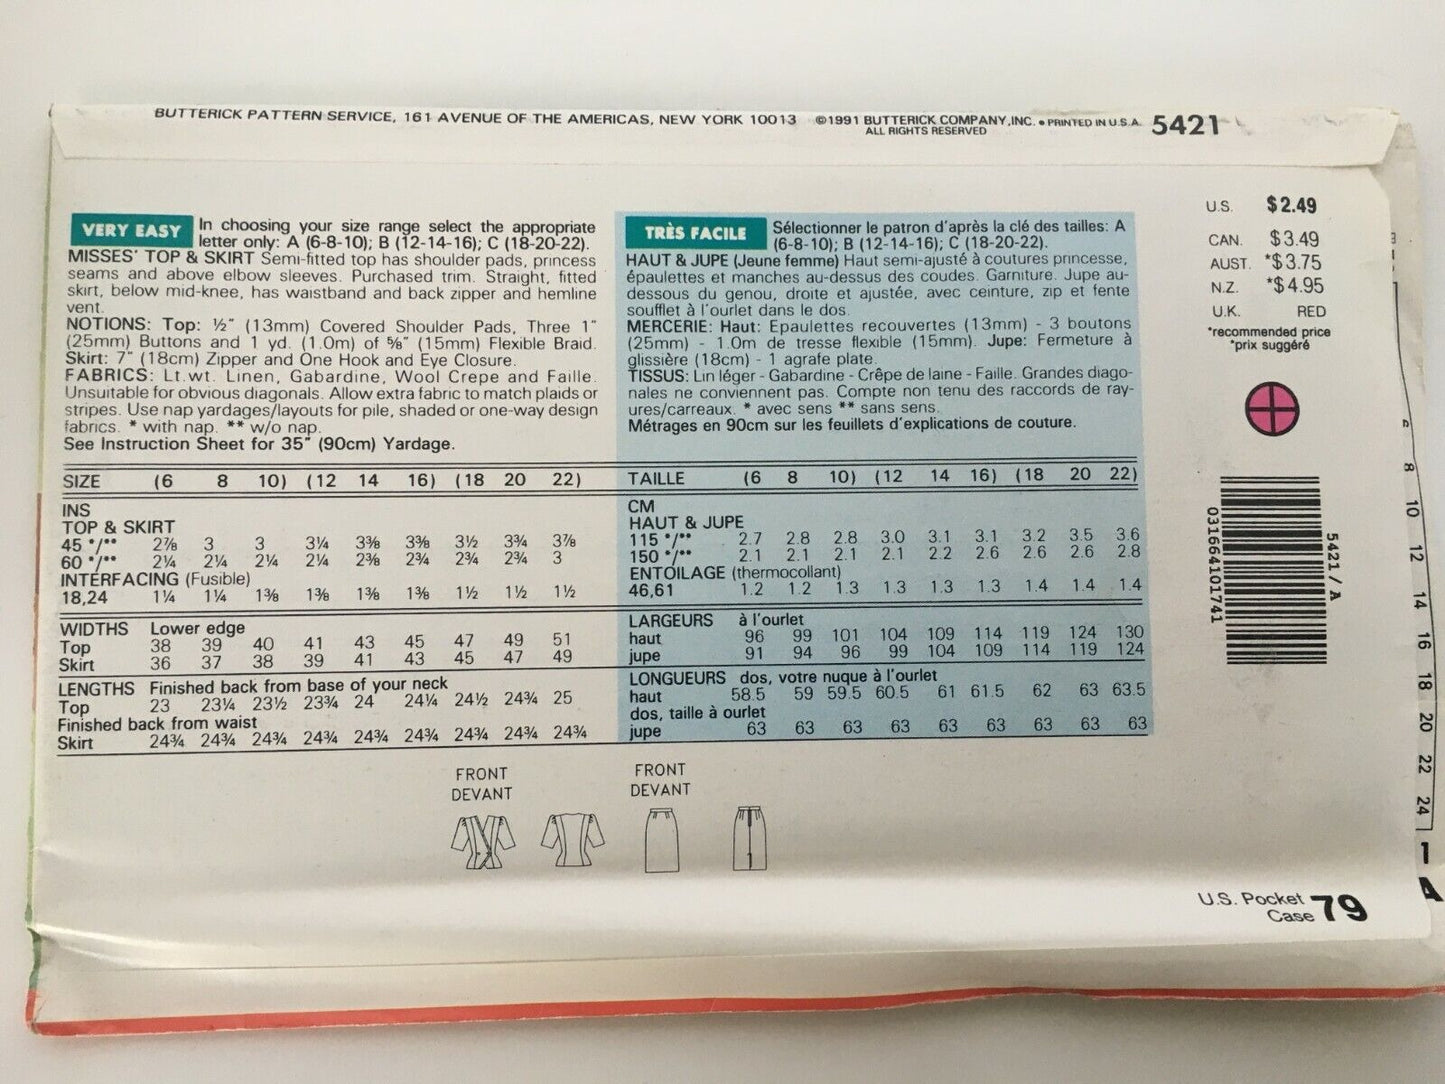 BUTTERICK PATTERN SERVICE, 161 AVENUE OF THE AMERICAS, NEW YORK 10013 ©1991 BUTTERICK COMPANY, INC. • PRINTED IN U.S.A. 5421
ALL RIGHTS RESERVED
VERY EASY In choosing your size range select the appropriate
letter only: A (6-8-10); B (12-14-16); C (18-20-22).
MISSES' TOP & SKIRT Semi-fitted top has shoulder pads, princess
seams and above elbow sleeves. Purchased trim. Straight, fitted
skirt, below mid-knee, has waistband and back zipper and hemline
vent.
NOTIONS: Top: ½" (13mm) Covered Shoulder Pads, Three 1"
(25mm) Buttons and 1 yd. (1.0m) of ⅝" (15mm) Flexible Braid.
Skirt: 7" (18cm) Zipper and One Hook and Eye Closure.
FABRICS: Lt.wt. Linen, Gabardine, Wool Crepe and Faille.
Unsuitable for obvious diagonals. Allow extra fabric to match plaids or
stripes. Use nap yardages/layouts for pile, shaded or one-way design
fabrics. * with nap. ** w/o nap.
See Instruction Sheet for 35" (90cm) Yardage.
SIZE (6 8 10) (12 14 16) (18 20 22)
INS
TOP & SKIRT
45 */** 2⅞ 3 3 3¼ 3⅜ 3⅜ 3½ 3¾ 3⅞
60 */** 2¼ 2¼ 2¼ 2¼ 2⅜ 2¾ 2¾ 2¾ 3
INTERFACING (Fusible)
18,24 1¼ 1¼ 1⅜ 1⅜ 1⅜ 1⅜ 1½ 1½ 1½
WIDTHS Lower edge
Top 38 39 40 41 43 45 47 49 51
Skirt 36 37 38 39 41 43 45 47 49
LENGTHS Finished back from base of your neck
Top 23 23¼ 23½ 23¾ 24 24¼ 24½ 24¾ 25
Finished back from waist
Skirt 24¾ 24¾ 24¾ 24¾ 24¾ 24¾ 24¾ 24¾ 24¾
TRÈS FACILE Sélectionner le patron d'après la clé des tailles: A
(6-8-10); B (12-14-16); C (18-20-22).
HAUT & JUPE (Jeune femme) Haut semi-ajusté à coutures princesse,
épaulettes et manches au-dessus des coudes. Garniture. Jupe au-
dessous du genou, droite et ajustée, avec ceinture, zip et fente
soufflet à l'ourlet dans le dos.
MERCERIE: Haut: Epaulettes recouvertes (13mm) - 3 boutons
(25mm) - 1.0m de tresse flexible (15mm). Jupe: Fermeture à
glissière (18cm) - 1 agrafe plate.
TISSUS: Lin léger - Gabardine - Crêpe de laine - Faille. Grandes diago-
nales ne conviennent pas. Compte non tenu des raccords de ray-
ures/carreaux. * avec sens ** sans sens.
Métrages en 90cm sur les feuilles d'explications de couture.
TAILLE (6 8 10) (12 14 16) (18 20 22)
CM
HAUT & JUPE
115 */** 2.7 2.8 2.8 3.0 3.1 3.1 3.2 3.5 3.6
150 */** 2.1 2.1 2.1 2.1 2.2 2.6 2.6 2.6 2.8
ENTOILAGE (thermocollant)
46,61 1.2 1.2 1.3 1.3 1.3 1.3 1.4 1.4 1.4
LARGEURS à l'ourlet
haut 96 99 101 104 109 114 119 124 130
jupe 91 94 96 99 104 109 114 119 124
LONGUEURS dos, votre nuque à l'ourlet
haut 58.5 59 59.5 60.5 61 61.5 62 63 63.5
dos, taille à ourlet
jupe 63 63 63 63 63 63 63 63 63
U.S. $2.49
CAN. $3.49
AUST. *$3.75
N.Z. *$4.95
U.K. RED
*recommended price
*prix suggéré
031664101741
5421 / A
8
10
12
14
16
18
20
22
24
FRONT
DEVANT
FRONT
DEVANT
U.S. Pocket
Case 79
A